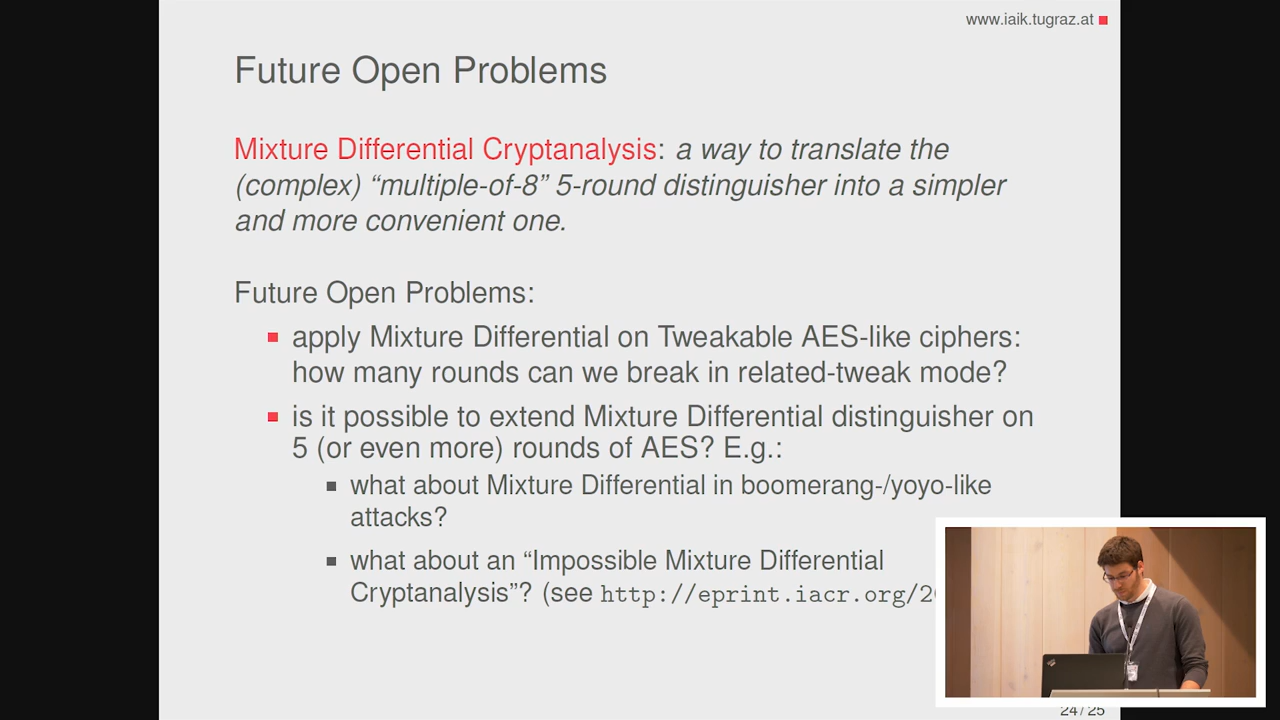 www.iaik.tugraz.at
Future Open Problems
Mixture Differential Cryptanalysis: a way to translate the
(complex) “multiple-of-8” 5-round distinguisher into a simpler
and more convenient one.
Future Open Problems:
apply Mixture Differential on Tweakable AES-like ciphers:
how many rounds can we break in related-tweak mode?
is it possible to extend Mixture Differential distinguisher on
5 (or even more) rounds of AES? E.g.:
what about Mixture Differential in boomerang-/yoyo-like
attacks?
what about an “Impossible Mixture Differential
Cryptanalysis”? (see http://eprint.iacr.org/2
24/25